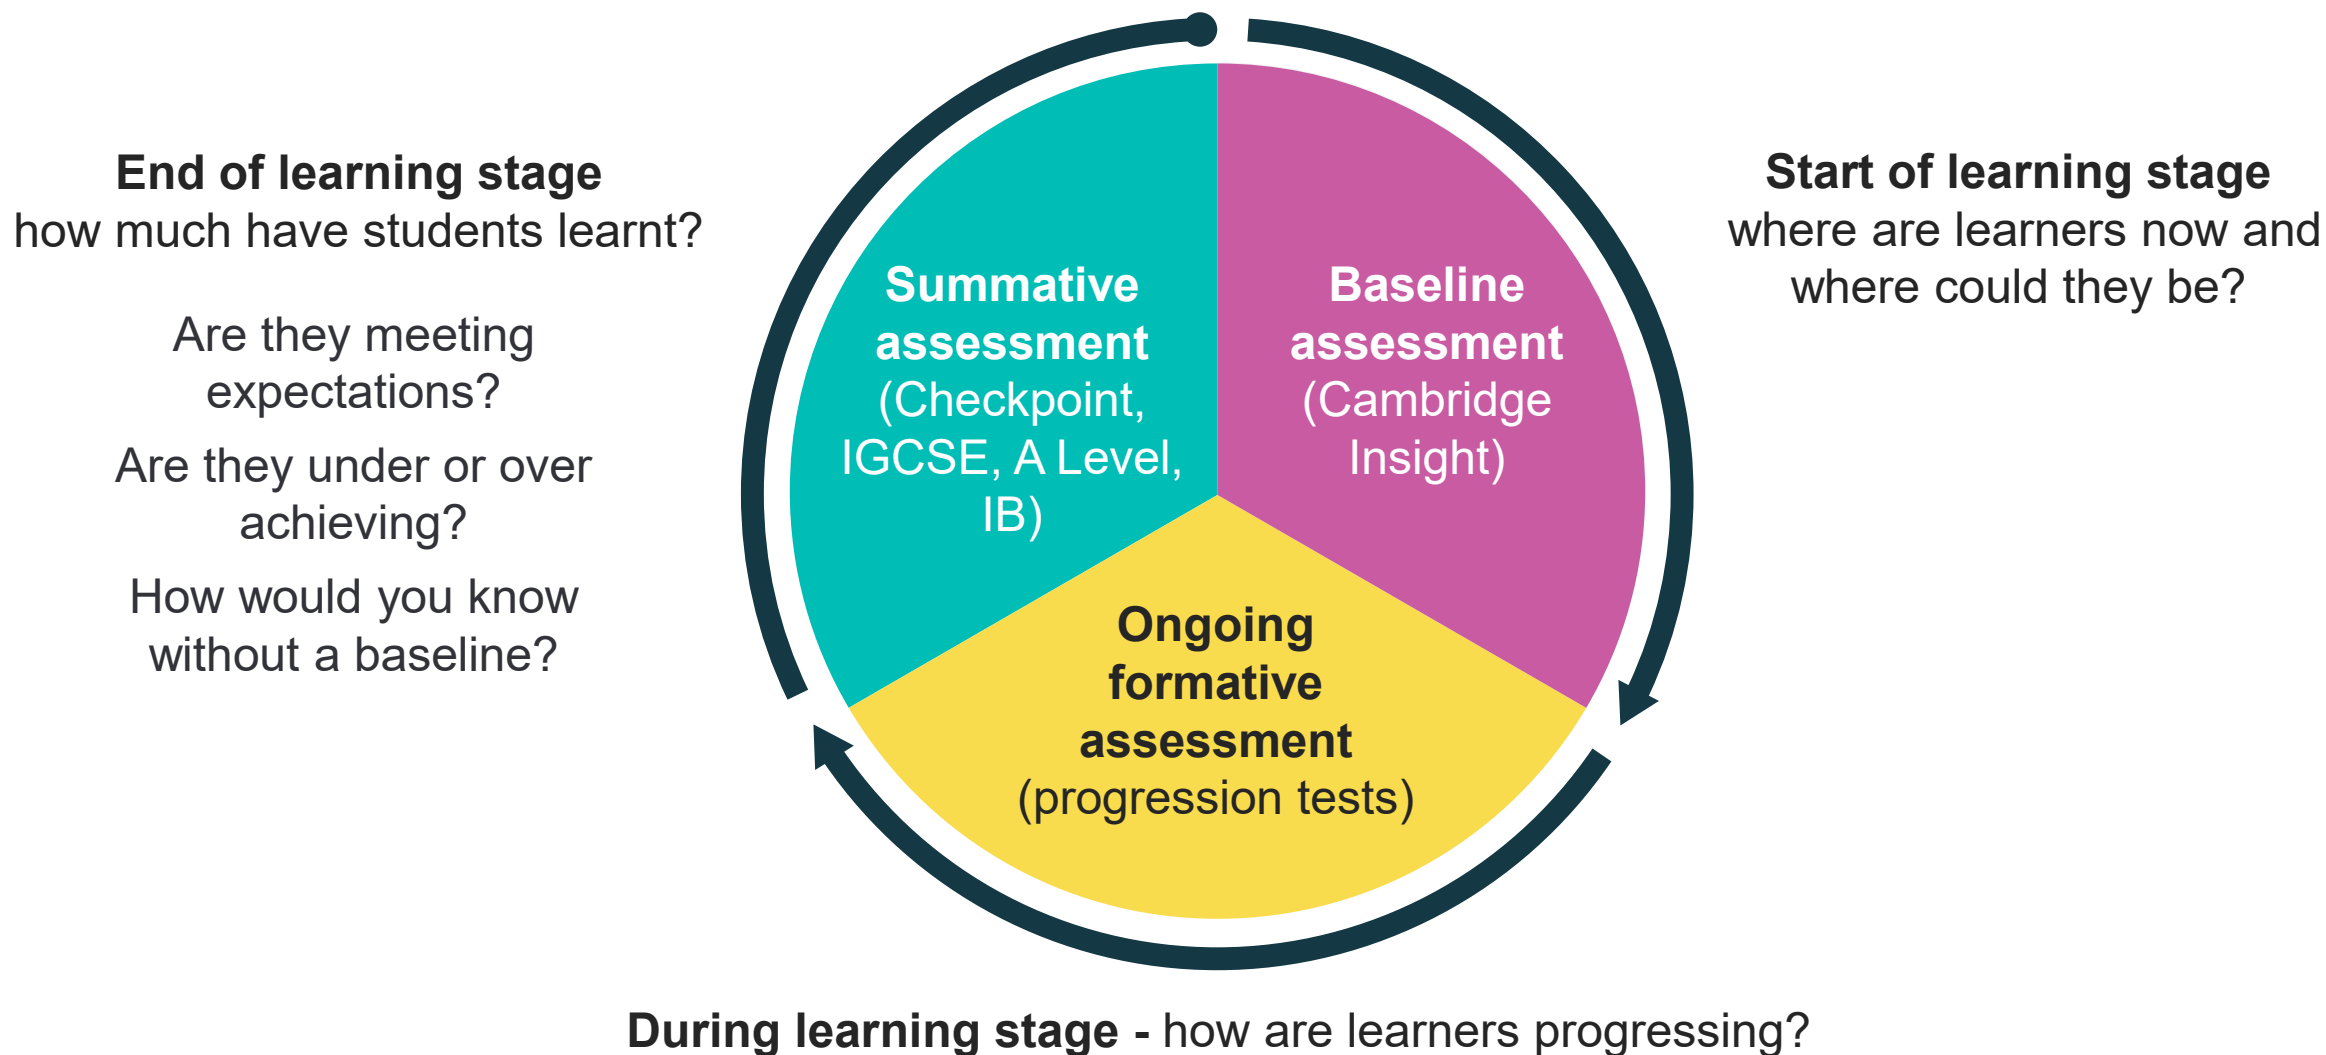 End of learning stage
how much have students learnt?
Are they meeting
expectations?
Are they under or over
achieving?
How would you know
without a baseline?
Summative
assessment
(Checkpoint,
IGCSE, A Level,
IB)
Baseline
assessment
(Cambridge
Insight)
Start of learning stage
where are learners now and
where could they be?
Ongoing
formative
assessment
(progression tests)
During learning stage - how are learners progressing?